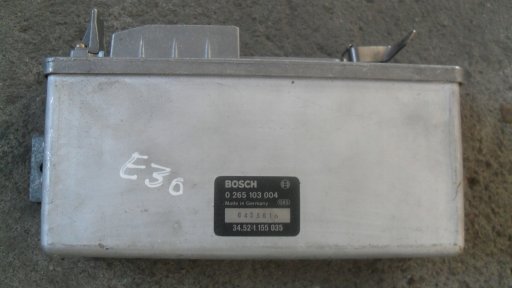 E30
BOSCH
0 265 103 004
Made in Germany
34.52-1 155 035